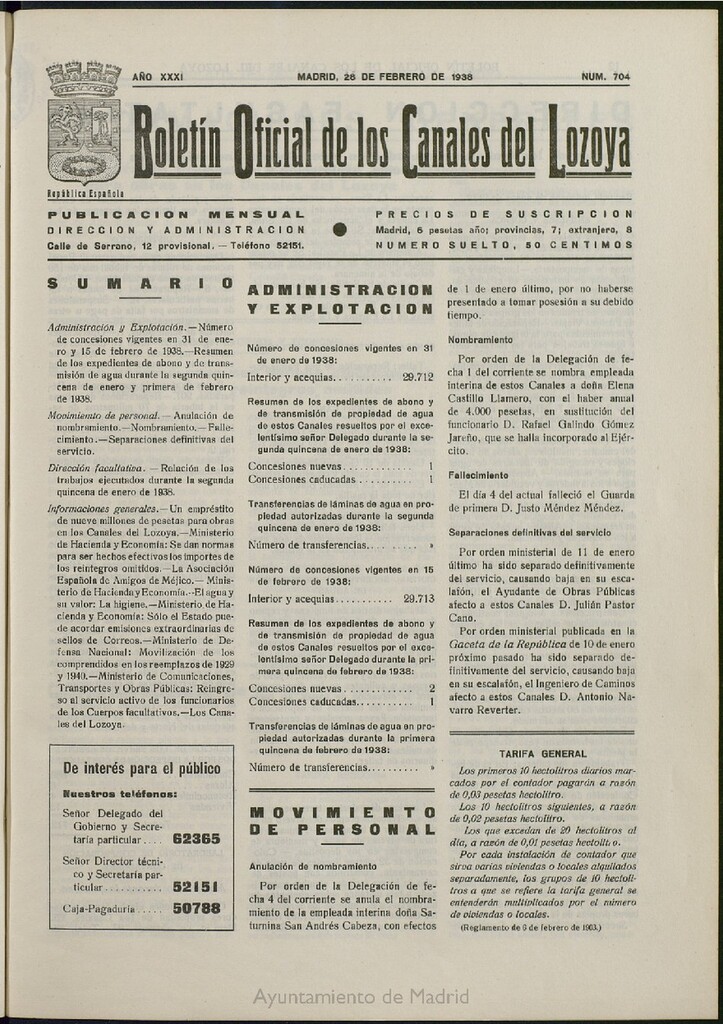 AÑO XXXI
MADRID, 28 DE FEBRERO DE 1938
NUM. 704
Boletín Oficial de los Canales del Lozoya
República Española
PUBLICACION MENSUAL
DIRECCION Y ADMINISTRACION
Calle de Serrano, 12 provisional. — Teléfono 52151.
PRECIOS DE SUSCRIPCION
Madrid, 6 pesetas año; provincias, 7; extranjero, 8
NUMERO SUELTO, 50 CENTIMOS
SUMARIO
Administración y Explotación. — Número
de concesiones vigentes en 31 de ene-
ro y 15 de febrero de 1938. — Resumen
de los expedientes de abono y de trans-
misión de agua durante la segunda quin-
cena de enero y primera de febrero
de 1938.
Movimiento de personal. — Anulación de
nombramiento. — Nombramiento. — Falle-
cimiento. — Separaciones definitivas del
servicio.
Dirección facultativa. — Relación de los
trabajos ejecutados durante la segunda
quincena de enero de 1938.
Informaciones generales. — Un empréstito
de nueve millones de pesetas para obras
en los Canales del Lozoya. — Ministerio
de Hacienda y Economía: Se dan normas
para ser hechos efectivos los importes de
los reintegros omitidos. — La Asociación
Española de Amigos de Méjico. — Minis-
terio de Hacienda y Economía. - El agua y
su valor: La higiene. — Ministerio de Ha-
cienda y Economía: Sólo el Estado pue-
de acordar emisiones extraordinarias de
sellos de Correos. — Ministerio de De-
fensa Nacional: Movilización de los
comprendidos en los reemplazos de 1929
y 1940. — Ministerio de Comunicaciones,
Transportes y Obras Públicas: Reingre-
so al servicio activo de los funcionarios
de los Cuerpos facultativos. — Los Cana-
les del Lozoya.
De interés para el público
Nuestros teléfonos:
Señor Delegado del
Gobierno y Secre-
taría particular .... 62365
Señor Director técni-
co y Secretaría par-
ticular ........... 52151
Caja-Pagaduría ..... 50788
ADMINISTRACION
Y EXPLOTACION
Número de concesiones vigentes en 31
de enero de 1938:
Interior y acequias........... 29.712
Resumen de los expedientes de abono y
de transmisión de propiedad de agua
de estos Canales resueltos por el exce-
lentísimo señor Delegado durante la se-
gunda quincena de enero de 1938:
Concesiones nuevas............ 1
Concesiones caducadas ......... 1
Transferencias de láminas de agua en pro-
piedad autorizadas durante la segunda
quincena de enero de 1938:
Número de transferencias....... »
Número de concesiones vigentes en 15
de febrero de 1938:
Interior y acequias........... 29.713
Resumen de los expedientes de abono y
de transmisión de propiedad de agua
de estos Canales resueltos por el exce-
lentísimo señor Delegado durante la pri-
mera quincena de febrero de 1938:
Concesiones nuevas............ 2
Concesiones caducadas.......... 1
Transferencias de láminas de agua en pro-
piedad autorizadas durante la primera
quincena de febrero de 1938:
Número de transferencias......... »
MOVIMIENTO
DE PERSONAL
Anulación de nombramiento
Por orden de la Delegación de fe-
cha 4 del corriente se anula el nombra-
miento de la empleada interina doña Sa-
turnina San Andrés Cabeza, con efectos
de 1 de enero último, por no haberse
presentado a tomar posesión a su debido
tiempo.
Nombramiento
Por orden de la Delegación de fe-
cha 1 del corriente se nombra empleada
interina de estos Canales a doña Elena
Castillo Llamero, con el haber anual
de 4.000 pesetas, en sustitución del
funcionario D. Rafael Galindo Gómez
Jareño, que se halla incorporado al Ejér-
cito.
Fallecimiento
El día 4 del actual falleció el Guarda
de primera D. Justo Méndez Méndez.
Separaciones definitivas del servicio
Por orden ministerial de 11 de enero
último ha sido separado definitivamente
del servicio, causando baja en su esca-
lafón, el Ayudante de Obras Públicas
afecto a estos Canales D. Julián Pastor
Cano.
Por orden ministerial publicada en la
Gaceta de la República de 10 de enero
próximo pasado ha sido separado de-
finitivamente del servicio, causando baja
en su escalafón, el Ingeniero de Caminos
afecto a estos Canales D. Antonio Na-
varro Reverter.
TARIFA GENERAL
Los primeros 10 hectolitros diarios mar-
cados por el contador pagarán a razón
de 0,03 pesetas hectolitro.
Los 10 hectolitros siguientes, a razón
de 0,02 pesetas hectolitro.
Los que excedan de 20 hectolitros al
día, a razón de 0,01 pesetas hectolitro.
Por cada instalación de contador que
sirva varias viviendas o locales alquilados
separadamente, los grupos de 10 hectoli-
tros a que se refiere la tarifa general se
entenderán multiplicados por el número
de viviendas o locales.
(Reglamento de 6 de febrero de 1903.)
Ayuntamiento de Madrid